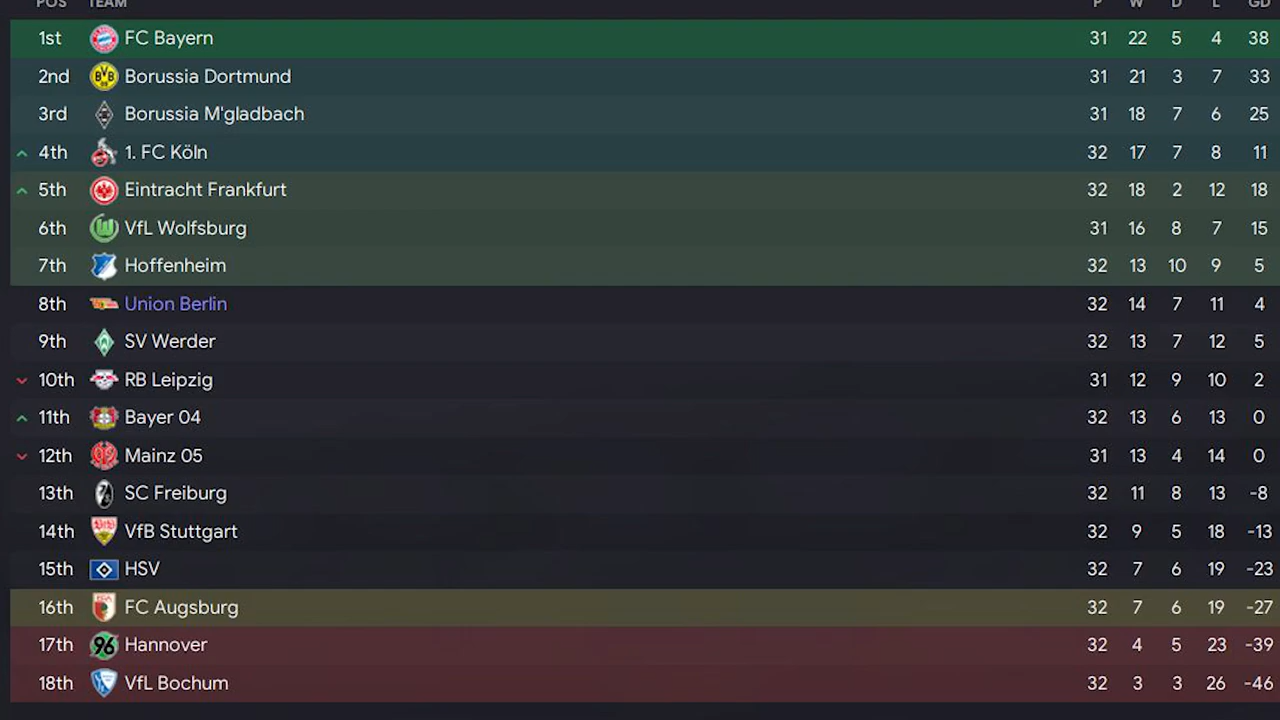 POS TEAM P W D L GD
1st FC Bayern 31 22 5 4 38
2nd Borussia Dortmund 31 21 3 7 33
3rd Borussia M'gladbach 31 18 7 6 25
4th 1. FC Köln 32 17 7 8 11
5th Eintracht Frankfurt 32 18 2 12 18
6th VfL Wolfsburg 31 16 8 7 15
7th Hoffenheim 32 13 10 9 5
8th Union Berlin 32 14 7 11 4
9th SV Werder 32 13 7 12 5
10th RB Leipzig 31 12 9 10 2
11th Bayer 04 32 13 6 13 0
12th Mainz 05 31 13 4 14 0
13th SC Freiburg 32 11 8 13 -8
14th VfB Stuttgart 32 9 5 18 -13
15th HSV 32 7 6 19 -23
16th FC Augsburg 32 7 6 19 -27
17th 96 Hannover 32 4 5 23 -39
18th VfL Bochum 32 3 3 26 -46